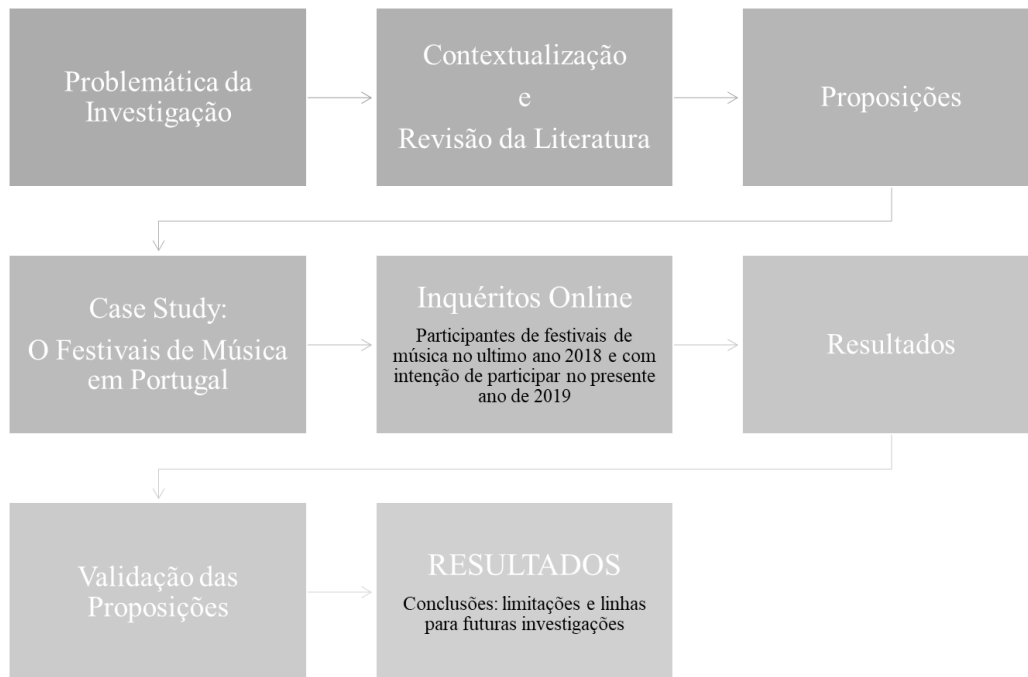 Problemática da
Investigação
Contextualização
e
Revisão da Literatura
Proposições
Case Study:
O Festivais de Música
em Portugal
Inquéritos Online
Participantes de festivais de
música no ultimo ano 2018 e com
intenção de participar no presente
ano de 2019
Resultados
Validação das
Proposições
RESULTADOS
Conclusões: limitações e linhas
para futuras investigações